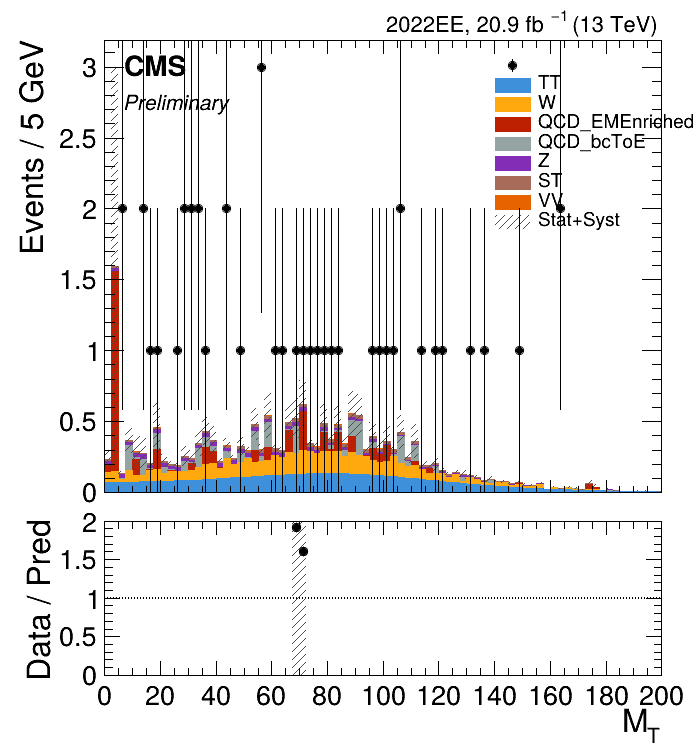 2022EE, 20.9 fb⁻¹ (13 TeV)
CMS
Preliminary
TT
W
QCD_EMEnriched
QCD_bcToE
Z
ST
VV
Stat+Syst
Events / 5 GeV
3
2.5
2
1.5
1
0.5
0
Data / Pred
2
1.5
1
0.5
0
0 20 40 60 80 100 120 140 160 180 200
M_T